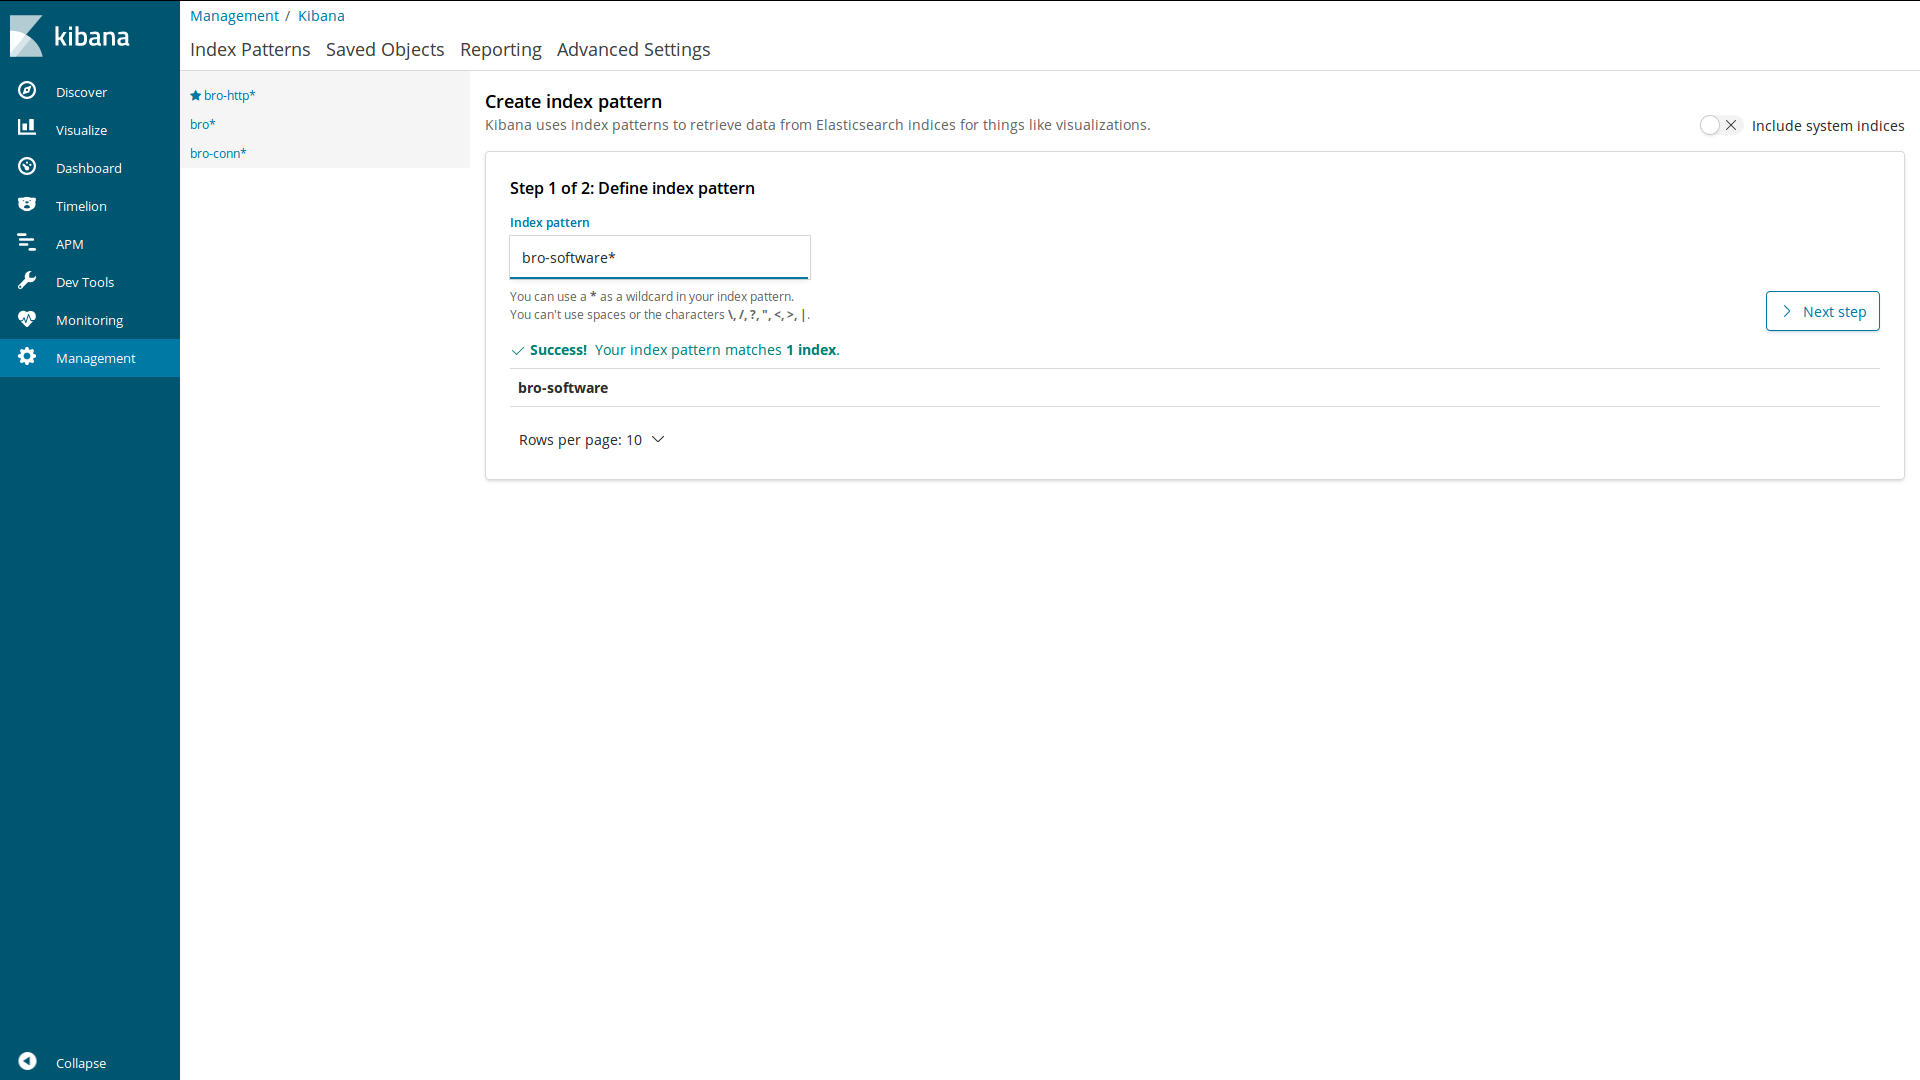 kibana
Discover
Visualize
Dashboard
Timelion
APM
Dev Tools
Monitoring
Management
Collapse
Management / Kibana
Index Patterns Saved Objects Reporting Advanced Settings
bro-http*
bro*
bro-conn*
Create index pattern
Kibana uses index patterns to retrieve data from Elasticsearch indices for things like visualizations.
Include system indices
Step 1 of 2: Define index pattern
Index pattern
bro-software*
You can use a * as a wildcard in your index pattern.
You can't use spaces or the characters \, /, ?, ", <, >, |.
Next step
Success! Your index pattern matches 1 index.
bro-software
Rows per page: 10